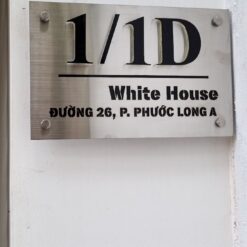 1/1D
White House
ĐƯỜNG 26, P. PHƯỚC LONG A